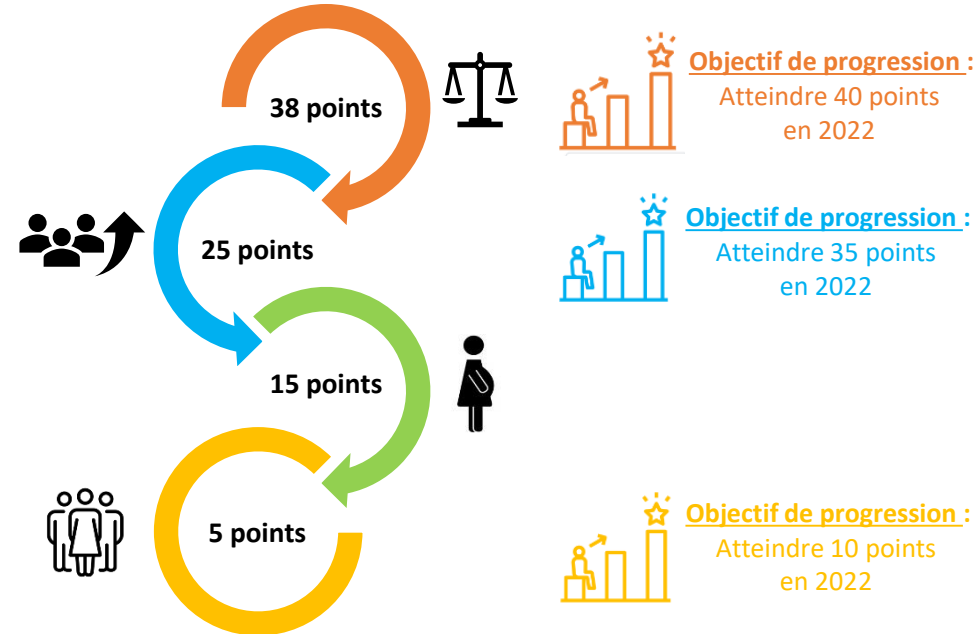 38 points
Objectif de progression :
Atteindre 40 points
en 2022
25 points
Objectif de progression :
Atteindre 35 points
en 2022
15 points
5 points
Objectif de progression :
Atteindre 10 points
en 2022